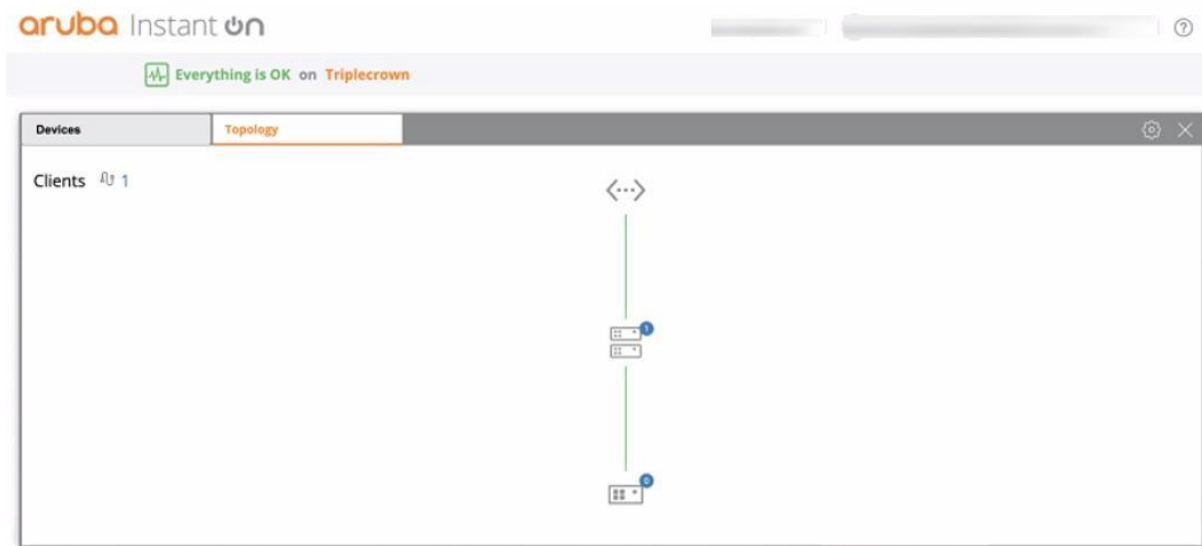 aruba Instant on
?
Everything is OK on Triplecrown
Devices
Topology
Clients 1
1
0